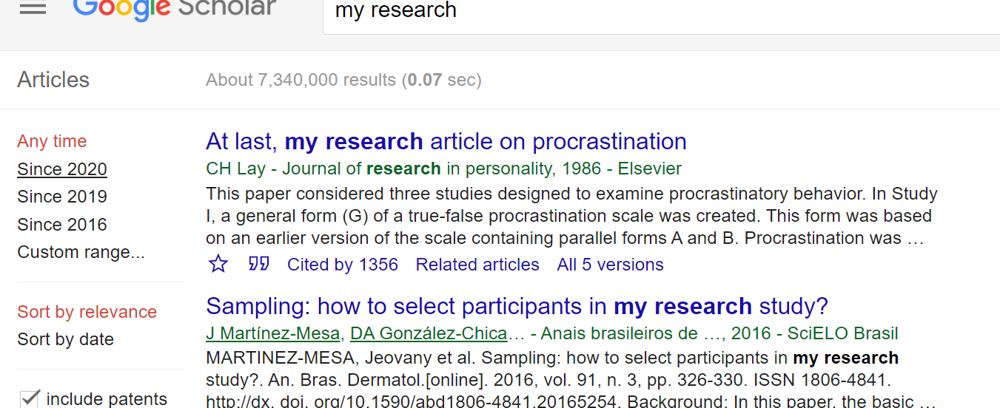 Google Scholar
my research
Articles
About 7,340,000 results (0.07 sec)
Any time
Since 2020
Since 2019
Since 2016
Custom range...
Sort by relevance
Sort by date
include patents
At last, my research article on procrastination
CH Lay - Journal of research in personality, 1986 - Elsevier
This paper considered three studies designed to examine procrastinatory behavior. In Study
I, a general form (G) of a true-false procrastination scale was created. This form was based
on an earlier version of the scale containing parallel forms A and B. Procrastination was …
Cited by 1356 Related articles All 5 versions
Sampling: how to select participants in my research study?
J Martínez-Mesa, DA González-Chica… - Anais brasileiros de …, 2016 - SciELO Brasil
MARTINEZ-MESA, Jeovany et al. Sampling: how to select participants in my research
study?. An. Bras. Dermatol.[online]. 2016, vol. 91, n. 3, pp. 326-330. ISSN 1806-4841.
http://dx. doi. org/10.1590/abd1806-4841.20165254. Background: In this paper, the basic …